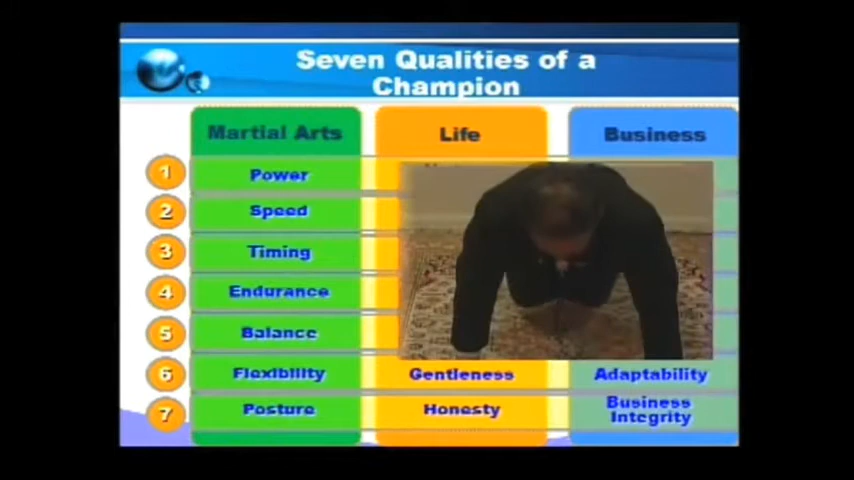 Seven Qualities of a
Champion
Martial Arts
Life
Business
1
Power
2
Speed
3
Timing
4
Endurance
5
Balance
6
Flexibility
Gentleness
Adaptability
7
Posture
Honesty
Business
Integrity